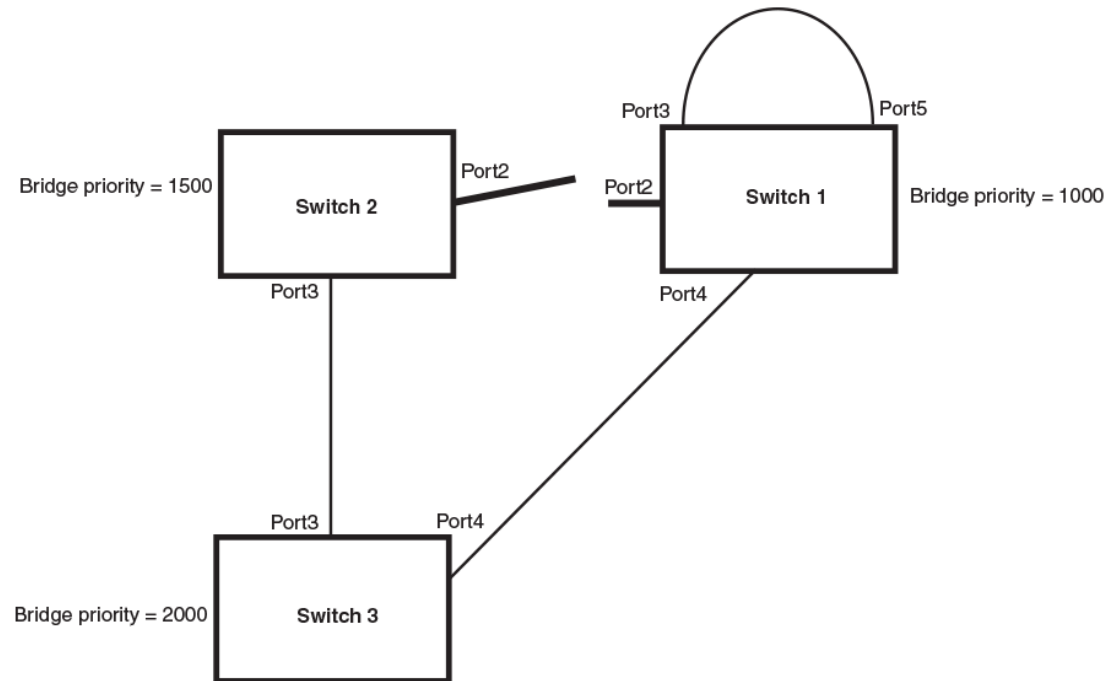 Port3
Port5
Bridge priority = 1500
Switch 2
Port2
Port2
Switch 1
Bridge priority = 1000
Port3
Port4
Port3
Port4
Bridge priority = 2000
Switch 3